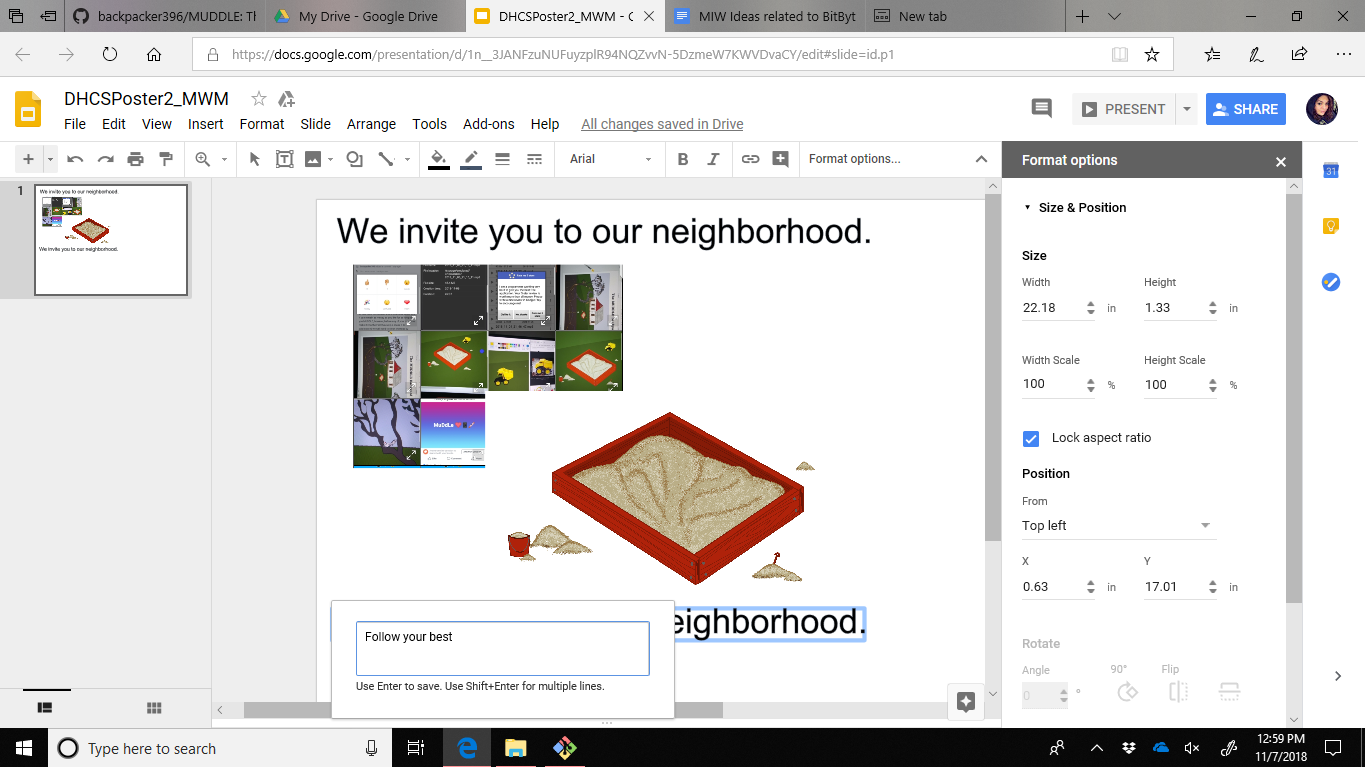 backpacker396/MUDDLE: Th
My Drive - Google Drive
DHCSPoster2_MWM - G
MIW Ideas related to BitByt
New tab
https://docs.google.com/presentation/d/1n__3JANFzuNUFuyzplR94NQZvvN-5DzmeW7KWVDvaCY/edit#slide=id.p1
DHCSPoster2_MWM
File Edit View Insert Format Slide Arrange Tools Add-ons Help All changes saved in Drive
PRESENT
SHARE
Arial
B I
Format options...
Format options
31
1
We invite you to our neighborhood.
We invite you to our neighborhood.
We invite you to our neighborhood.
MuDdLe
eighborhood.
Follow your best
Use Enter to save. Use Shift+Enter for multiple lines.
Size & Position
Size
Width Height
22.18 in 1.33 in
Width Scale Height Scale
100 % 100 %
Lock aspect ratio
Position
From
Top left
X Y
0.63 in 17.01 in
Rotate
Angle 90° Flip
0 °
Type here to search
12:59 PM
11/7/2018